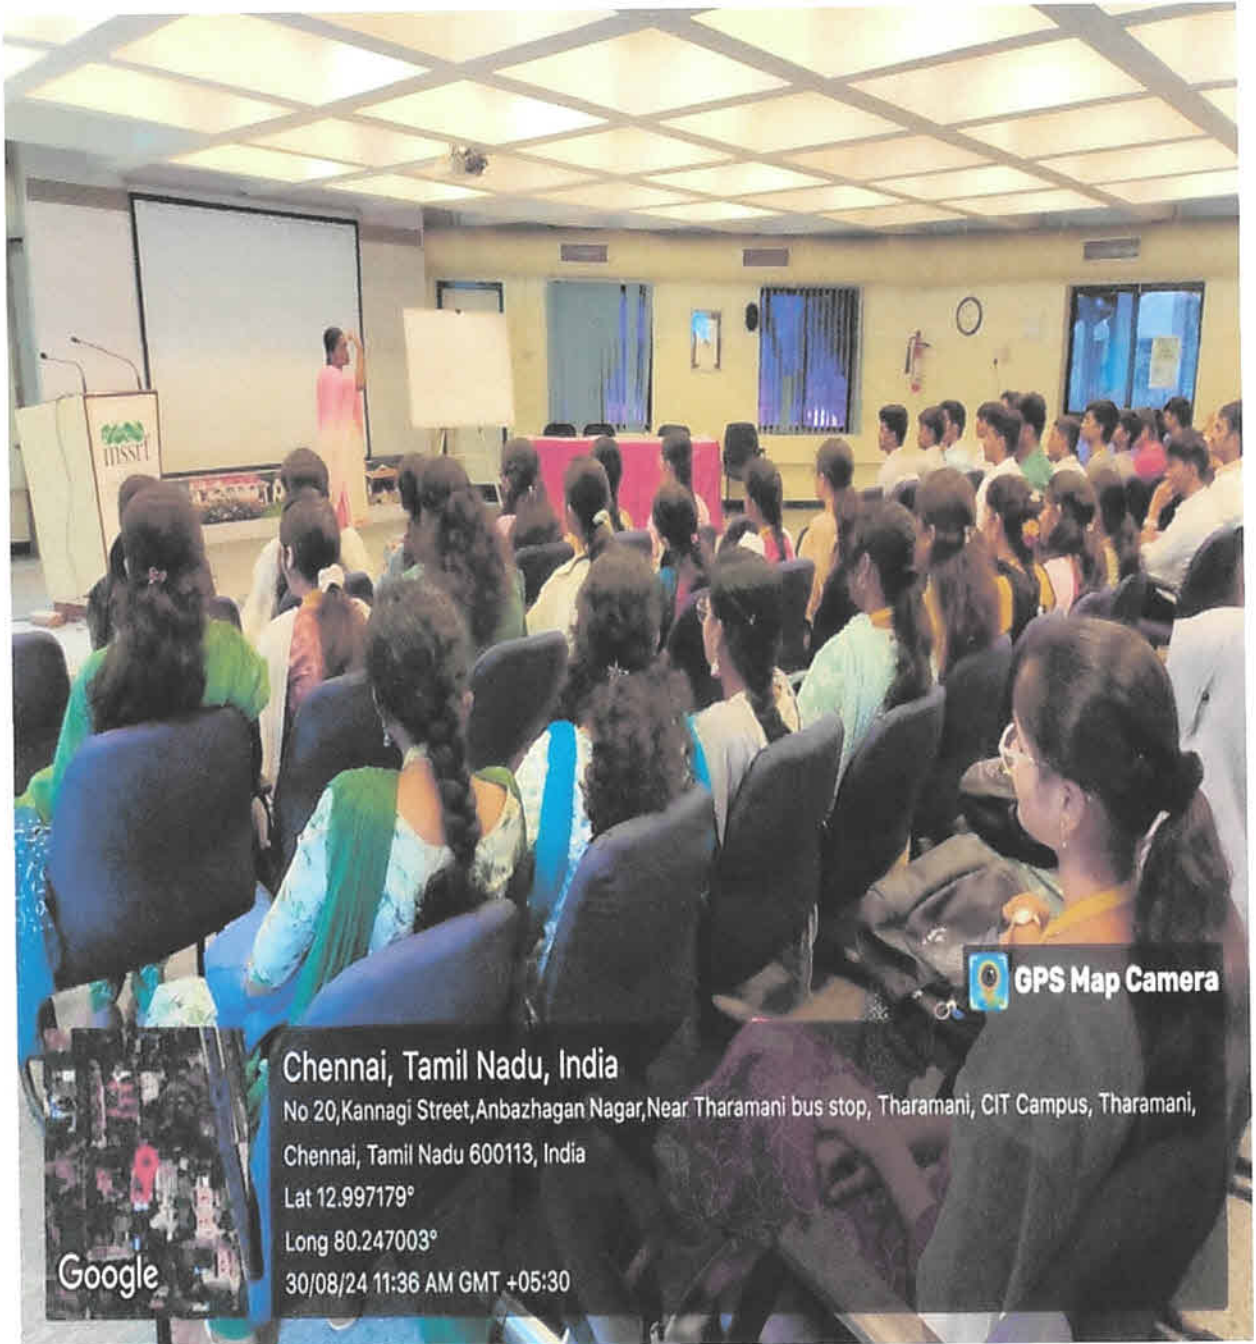 mssrf
GPS Map Camera
Chennai, Tamil Nadu, India
No 20,Kannagi Street,Anbazhagan Nagar,Near Tharamani bus stop, Tharamani, CIT Campus, Tharamani,
Chennai, Tamil Nadu 600113, India
Lat 12.997179°
Long 80.247003°
30/08/24 11:36 AM GMT +05:30
Google